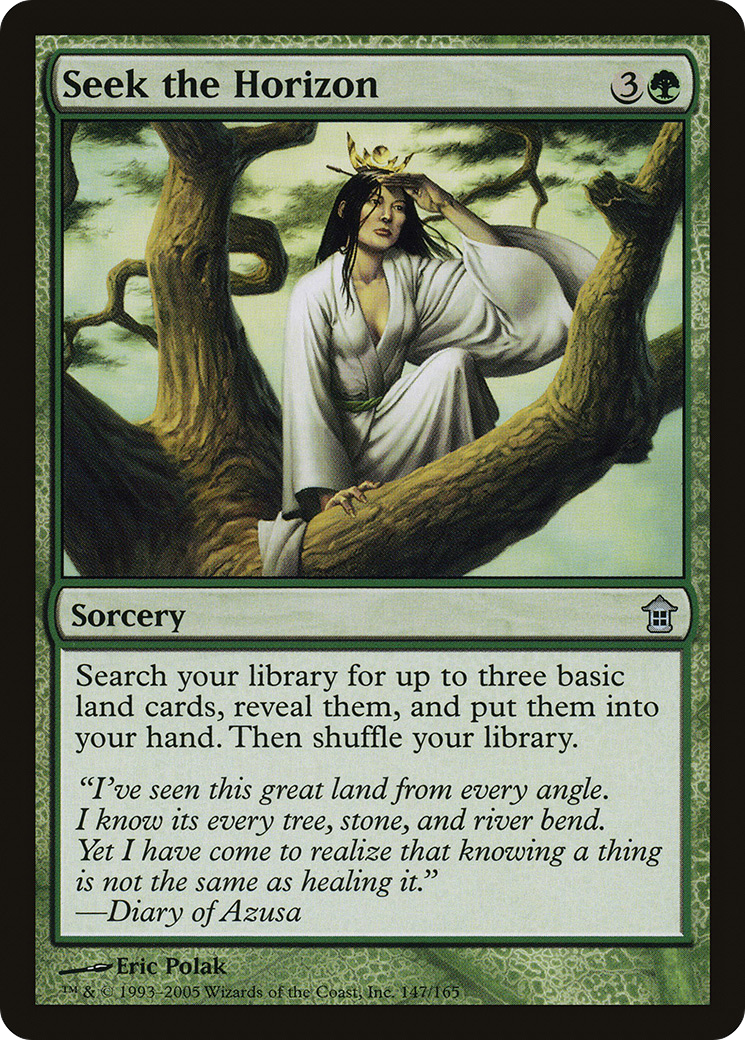 Seek the Horizon 3
Sorcery
Search your library for up to three basic
land cards, reveal them, and put them into
your hand. Then shuffle your library.
“I’ve seen this great land from every angle.
I know its every tree, stone, and river bend.
Yet I have come to realize that knowing a thing
is not the same as healing it.”
—Diary of Azusa
Eric Polak
™ & © 1993–2005 Wizards of the Coast, Inc. 147/165